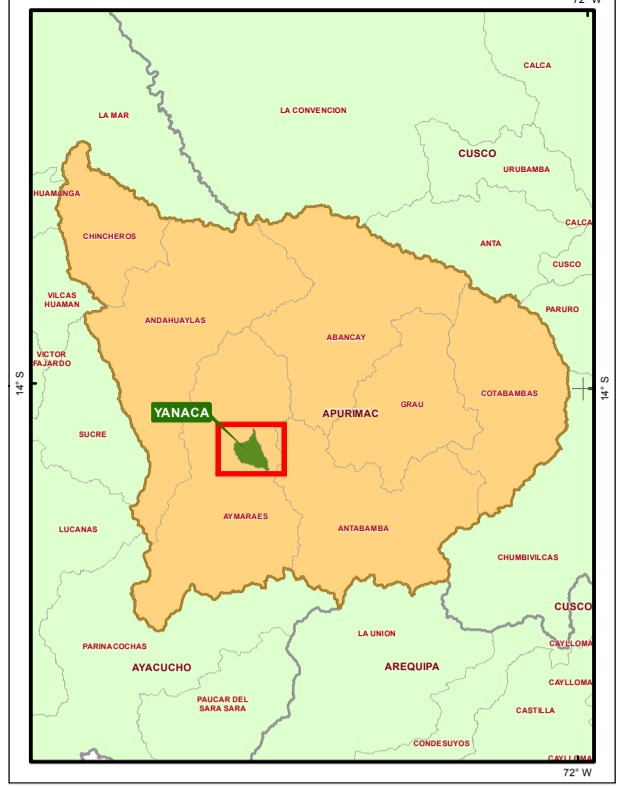 72° W
CALCA
LA MAR
LA CONVENCION
CUSCO
URUBAMBA
HUAMANGA
CALCA
CHINCHEROS
ANTA
CUSCO
VILCAS
HUAMAN
PARURO
ANDAHUAYLAS
ABANCAY
VICTOR
FAJARDO
14° S
14° S
COTABAMBAS
GRAU
YANACA
APURIMAC
SUCRE
AYMARAES
LUCANAS
ANTABAMBA
CHUMBIVILCAS
CUSCO
LA UNION
CAYLLOMA
PARINACOCHAS
AYACUCHO
AREQUIPA
CAYLLOMA
PAUCAR DEL
SARA SARA
CASTILLA
CONDESUYOS
CAYLLOMA
72° W